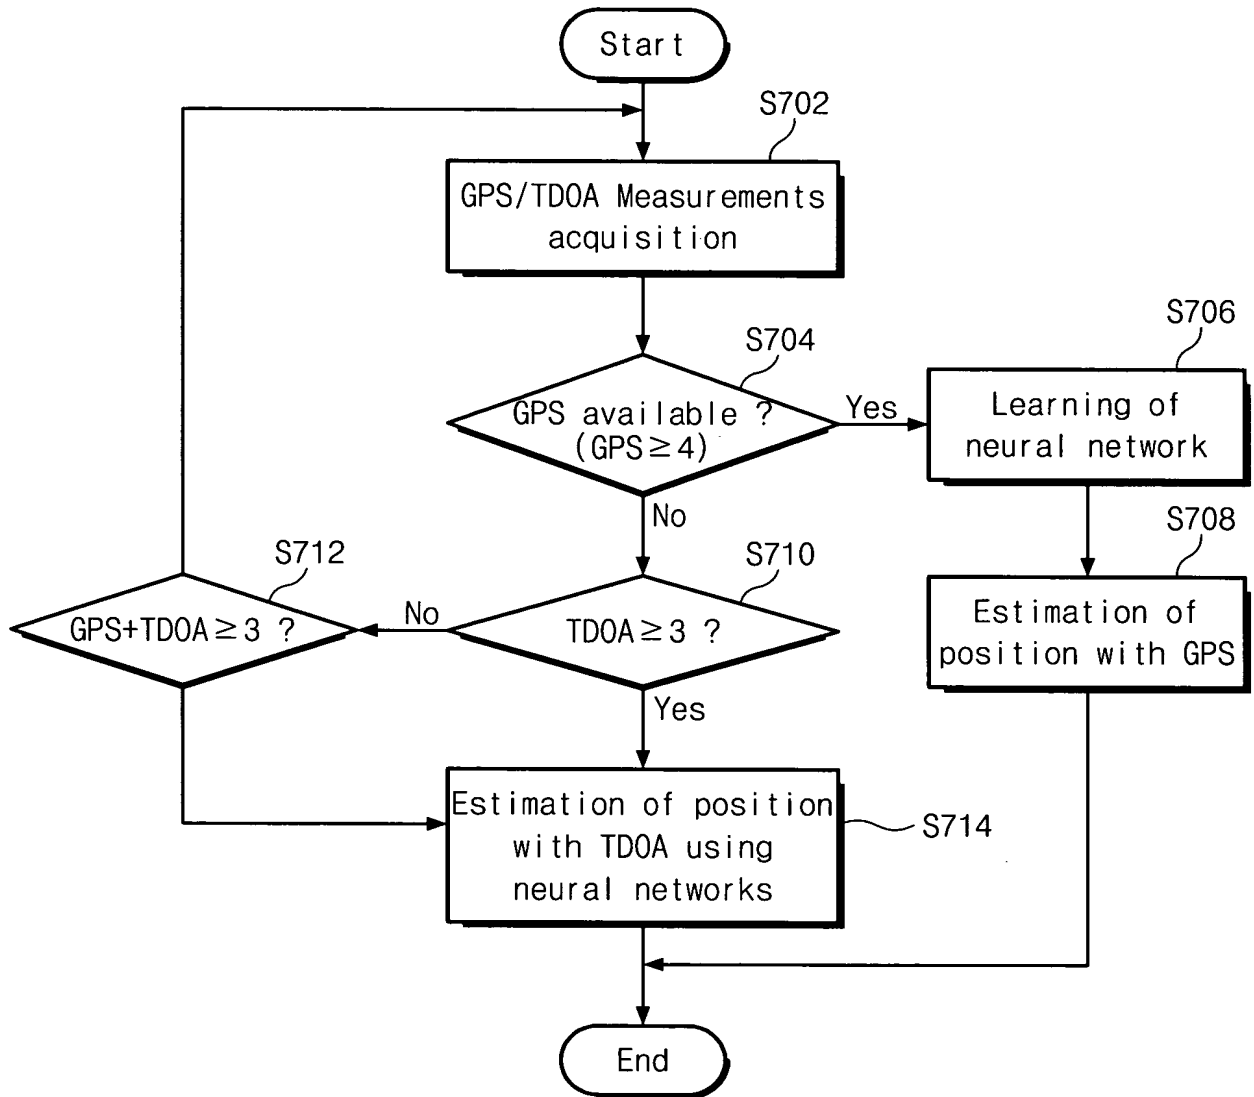 Start
S702
GPS/TDOA Measurements
acquisition
S704
GPS available ?
(GPS≥4)
Yes
No
S706
Learning of
neural network
S708
Estimation of
position with GPS
S710
TDOA≥3 ?
No
Yes
S712
GPS+TDOA≥3 ?
Estimation of position
with TDOA using
neural networks
S714
End